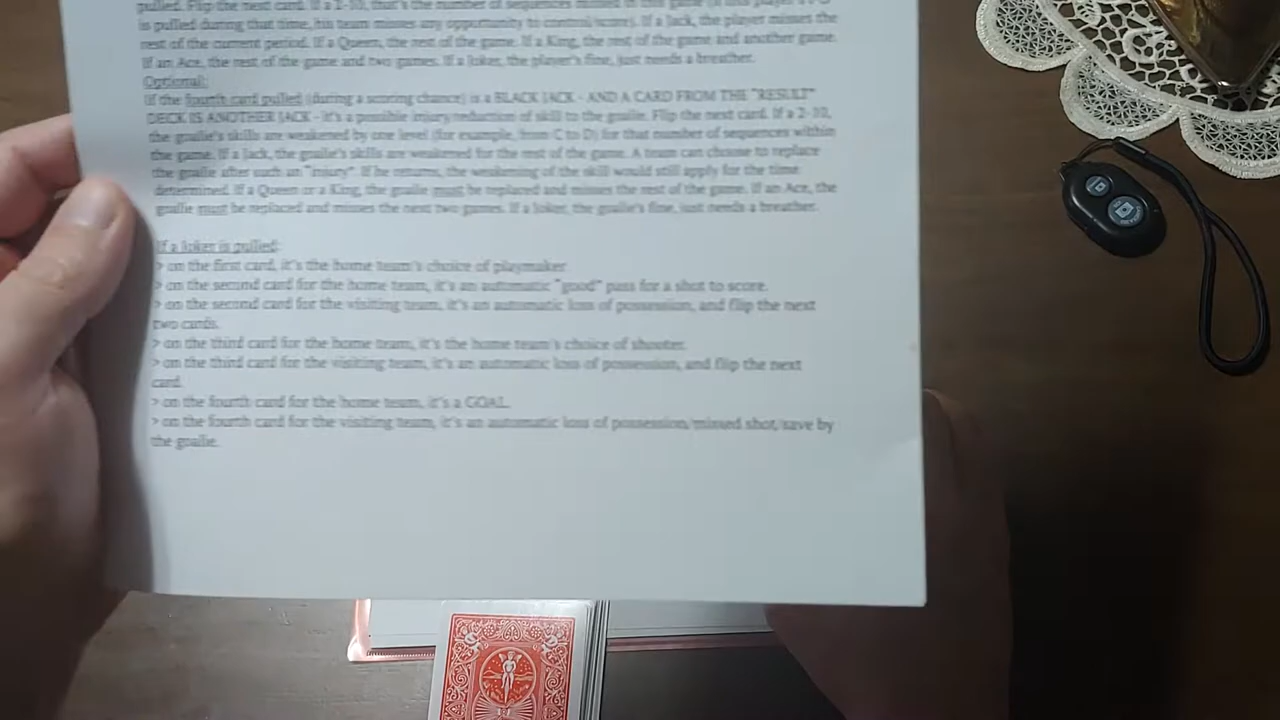 pulled. Flip the next card. If a 2-10, that's the number of sequences missed in this game
is pulled during that time, his team misses any opportunity to control/score). If a Jack, the player misses the
rest of the current period. If a Queen, the rest of the game. If a King, the rest of the game and another game.
If an Ace, the rest of the game and two games. If a Joker, the player's fine, just needs a breather.
Optional:
If the fourth card pulled (during a scoring chance) is a BLACK JACK - AND A CARD FROM THE "RESULT"
DECK IS ANOTHER JACK - it's a possible injury/reduction of skill to the goalie. Flip the next card. If a 2-10,
the goalie's skills are weakened by one level (for example, from C to D) for that number of sequences within
the game. If a Jack, the goalie's skills are weakened for the rest of the game. A team can choose to replace
the goalie after such an "injury". If he returns, the weakening of the skill would still apply for the time
determined. If a Queen or a King, the goalie must be replaced and misses the rest of the game. If an Ace, the
goalie must be replaced and misses the next two games. If a Joker, the goalie's fine, just needs a breather.
If a Joker is pulled:
> on the first card, it's the home team's choice of playmaker
> on the second card for the home team, it's an automatic "good" pass for a shot to score.
> on the second card for the visiting team, it's an automatic loss of possession, and flip the next
two cards.
> on the third card for the home team, it's the home team's choice of shooter.
> on the third card for the visiting team, it's an automatic loss of possession, and flip the next
card.
> on the fourth card for the home team, it's a GOAL.
> on the fourth card for the visiting team, it's an automatic loss of possession/missed shot/save by
the goalie.